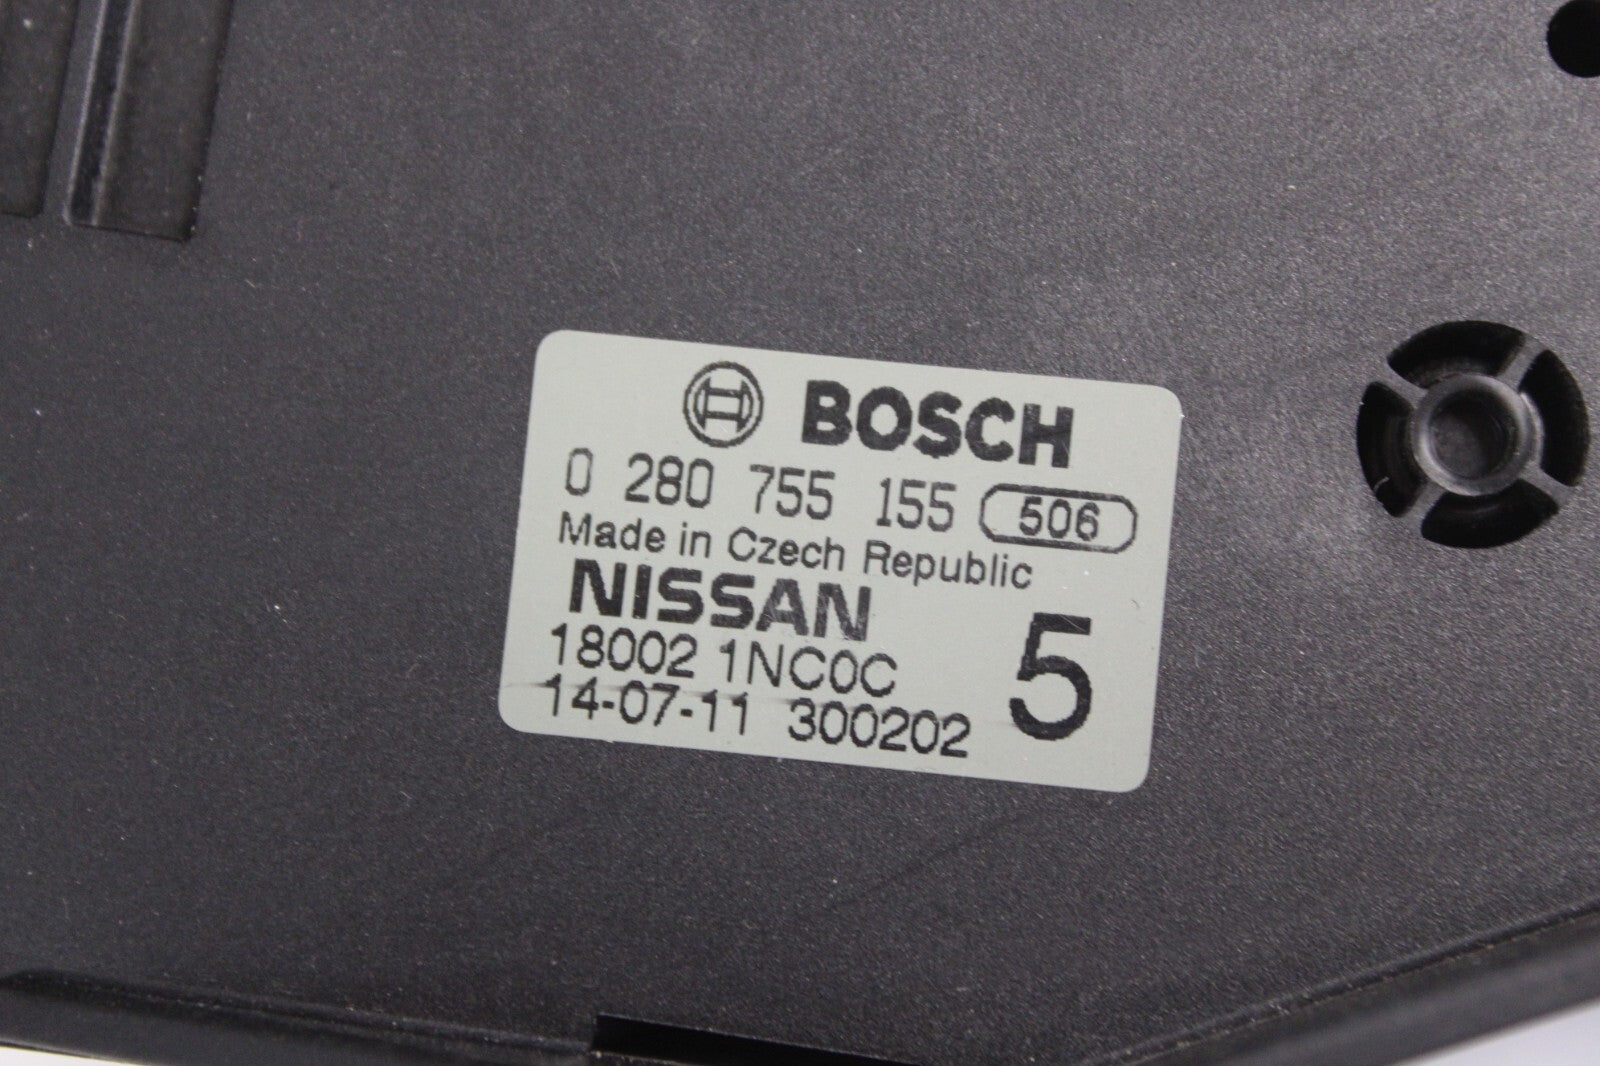 BOSCH
0 280 755 155 506
Made in Czech Republic
NISSAN
18002 1NC0C
14-07-11 300202
5